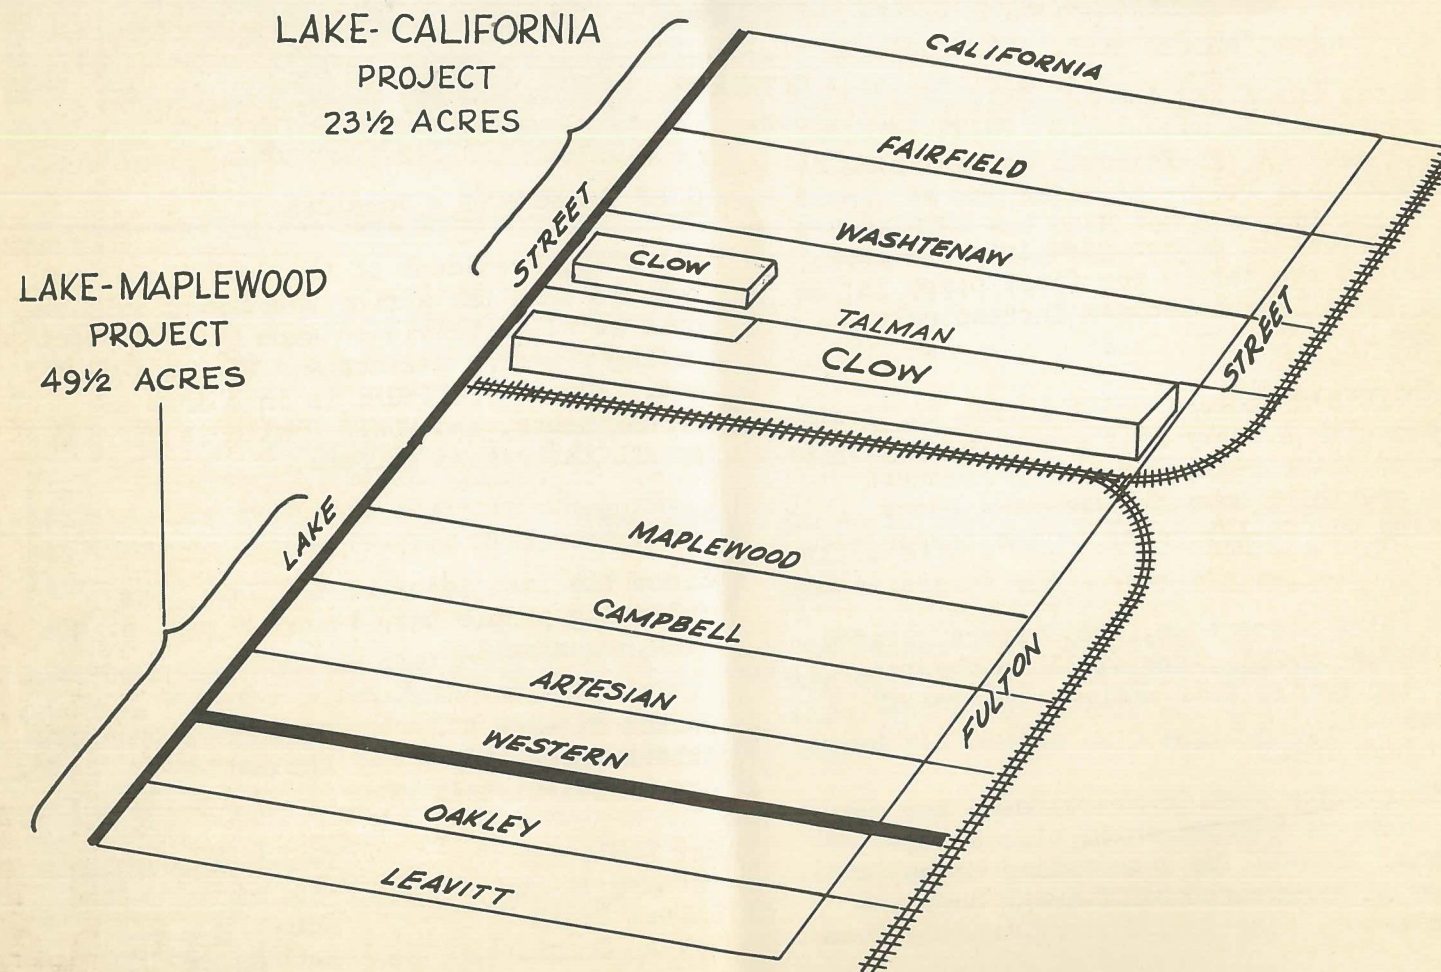 LAKE-CALIFORNIA
PROJECT
23½ ACRES
CALIFORNIA
FAIRFIELD
WASHTENAW
STREET
CLOW
TALMAN
CLOW
STREET
LAKE-MAPLEWOOD
PROJECT
49½ ACRES
LAKE
MAPLEWOOD
CAMPBELL
ARTESIAN
FULTON
WESTERN
OAKLEY
LEAVITT